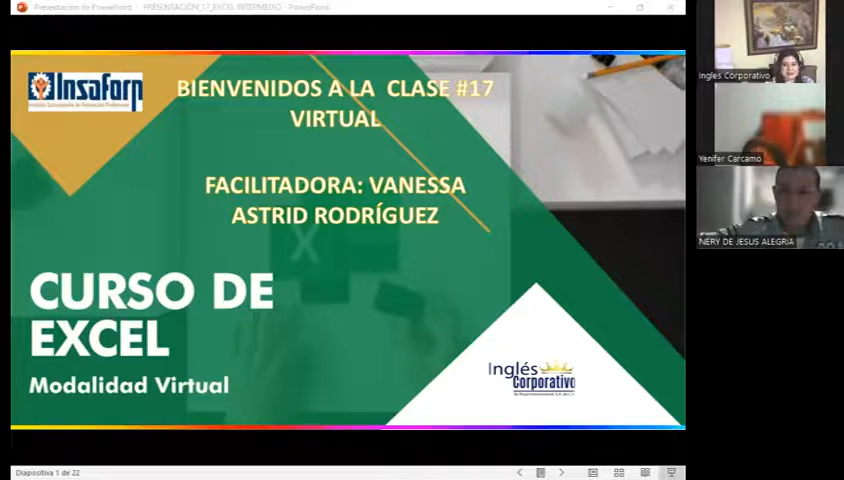 Presentación de PowerPoint - PRESENTACIÓN_17_EXCEL INTERMEDIO - PowerPoint
Insaforp
BIENVENIDOS A LA CLASE #17
VIRTUAL
FACILITADORA: VANESSA
ASTRID RODRÍGUEZ
CURSO DE
EXCEL
Modalidad Virtual
Inglés
Corporativo
Diapositiva 1 de 22
Ingles Corporativo
Yenifer Carcamo
NERY DE JESUS ALEGRIA